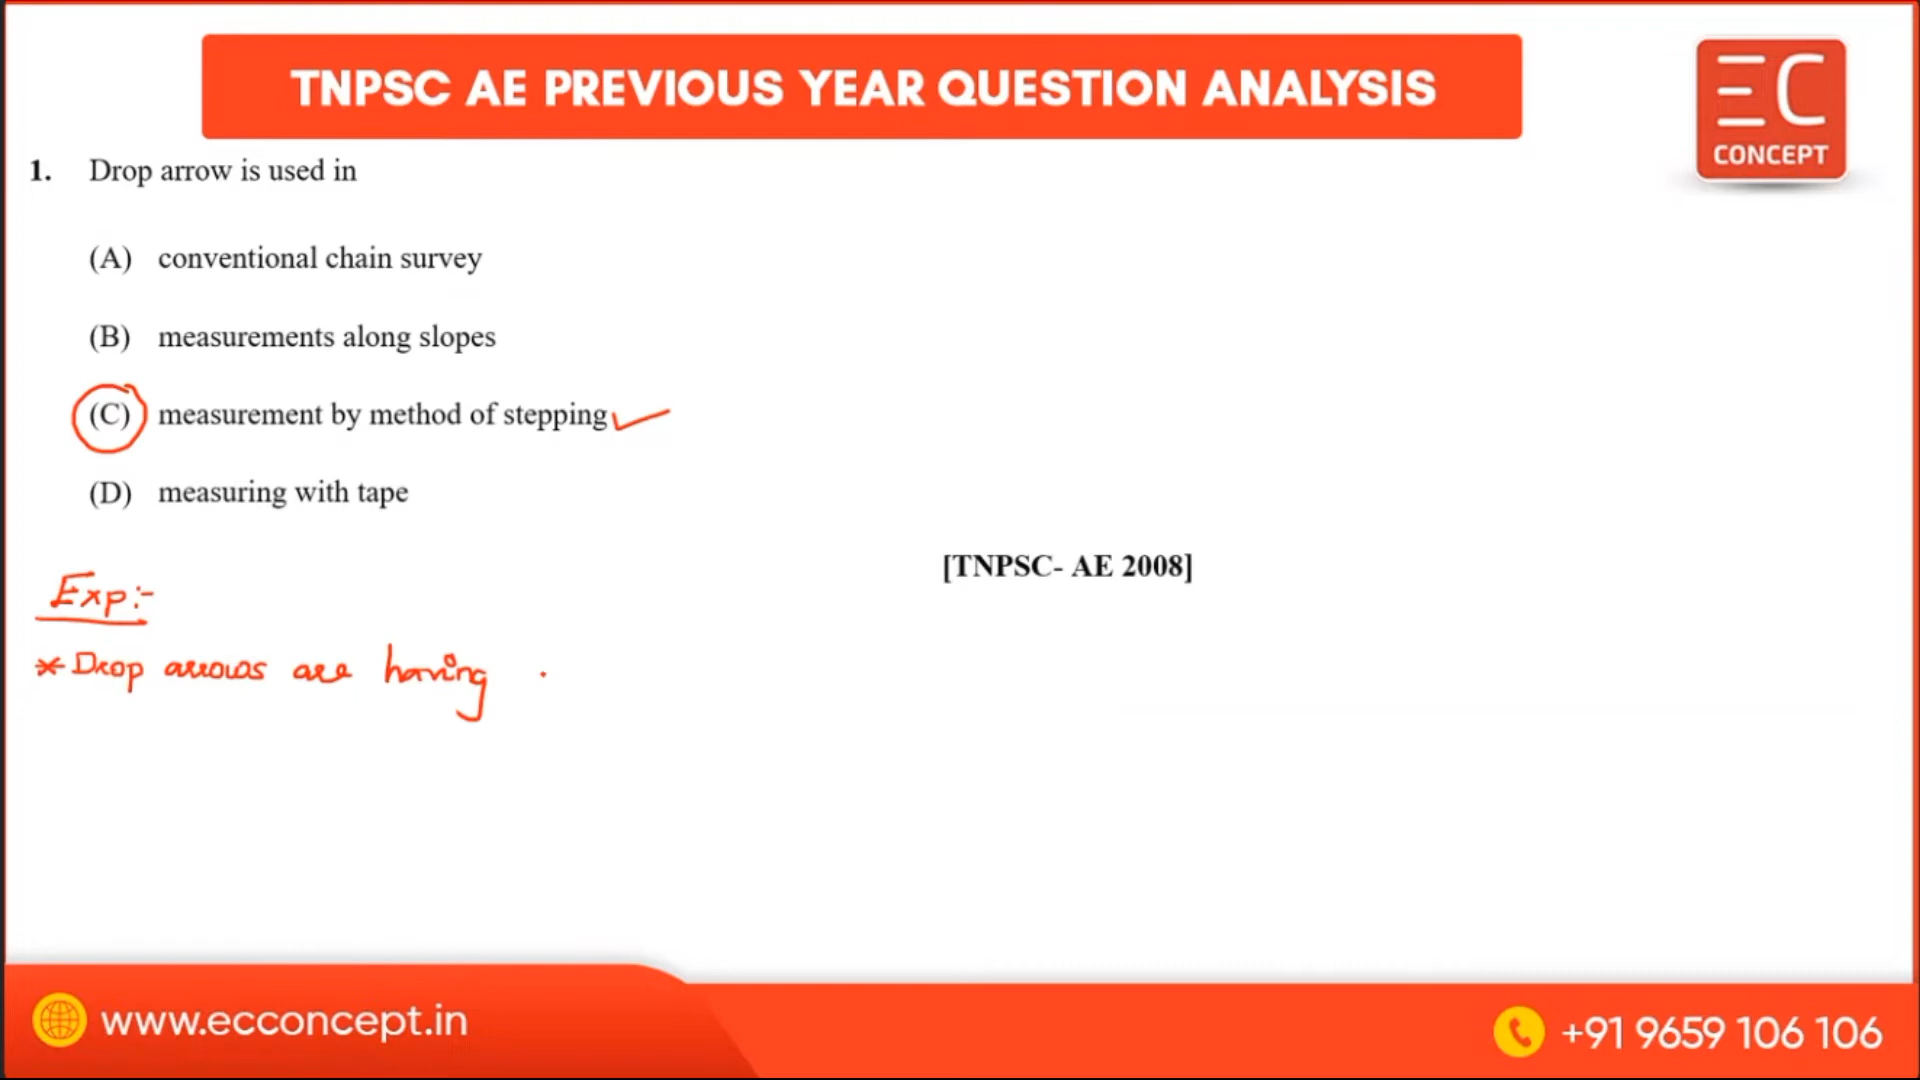 TNPSC AE PREVIOUS YEAR QUESTION ANALYSIS
EC
CONCEPT
1. Drop arrow is used in
(A) conventional chain survey
(B) measurements along slopes
(C) measurement by method of stepping
(D) measuring with tape
[TNPSC- AE 2008]
Exp:-
* Drop arrows are having
www.ecconcept.in
+91 9659 106 106